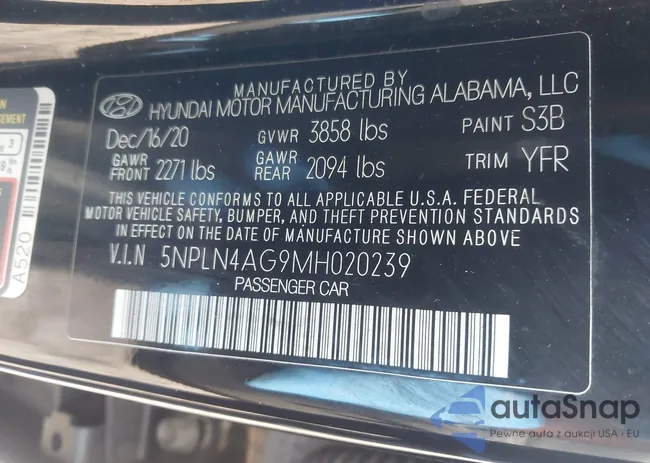 MANUFACTURED BY
HYUNDAI MOTOR MANUFACTURING ALABAMA, LLC
Dec/16/20 GVWR 3858 lbs PAINT S3B
GAWR FRONT 2271 lbs GAWR REAR 2094 lbs TRIM YFR
THIS VEHICLE CONFORMS TO ALL APPLICABLE U.S.A. FEDERAL
MOTOR VEHICLE SAFETY, BUMPER, AND THEFT PREVENTION STANDARDS
IN EFFECT ON THE DATE OF MANUFACTURE SHOWN ABOVE
V.I.N 5NPLN4AG9MH020239
PASSENGER CAR
A520
3
autaSnap
Pewne auta z aukcji USA i EU